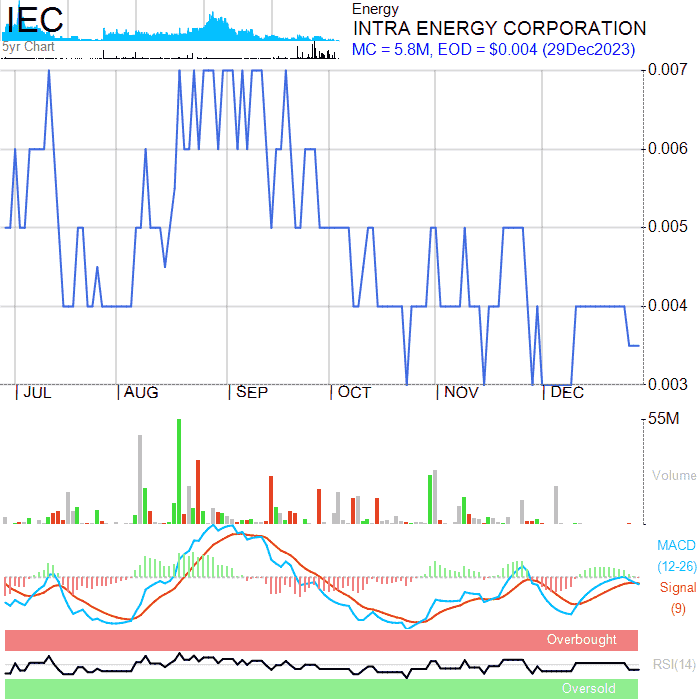 IEC
5yr Chart
Energy
INTRA ENERGY CORPORATION
MC = 5.8M, EOD = $0.004 (29Dec2023)
0.007
0.006
0.005
0.004
0.003
JUL AUG SEP OCT NOV DEC
55M
Volume
MACD
(12-26)
Signal
(9)
Overbought
RSI(14)
Oversold